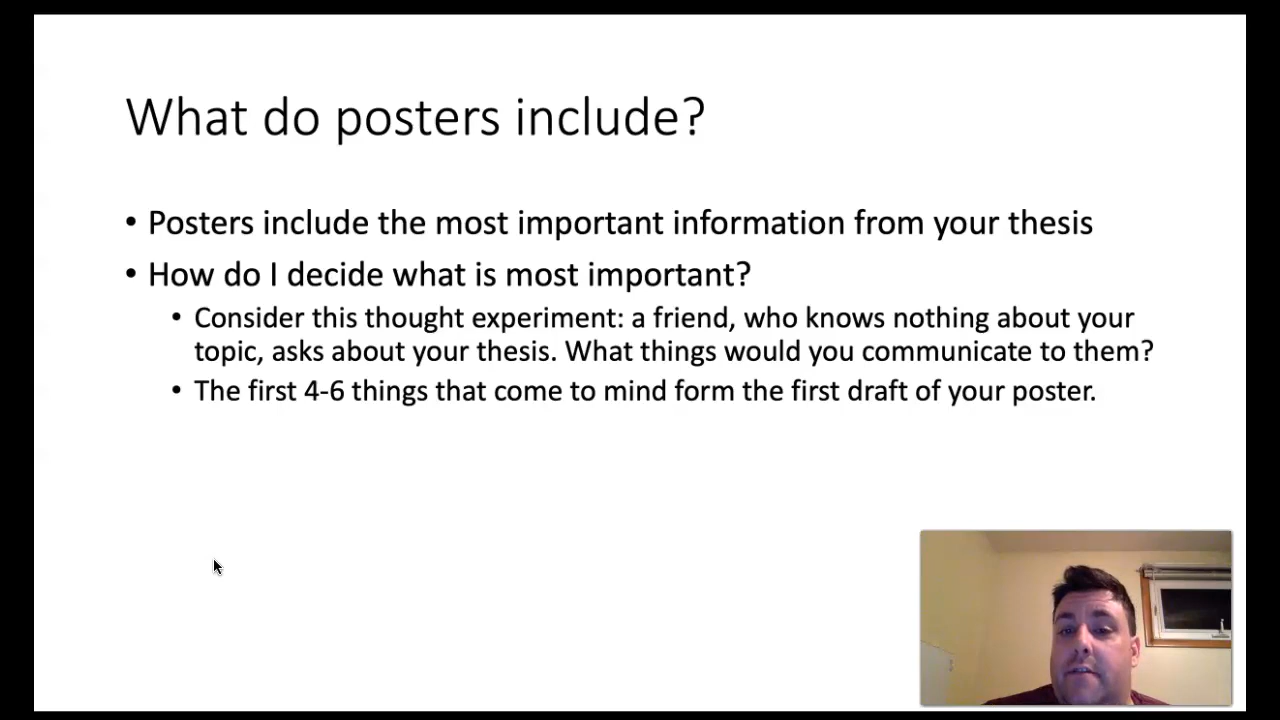 What do posters include?
• Posters include the most important information from your thesis
• How do I decide what is most important?
• Consider this thought experiment: a friend, who knows nothing about your
topic, asks about your thesis. What things would you communicate to them?
• The first 4-6 things that come to mind form the first draft of your poster.